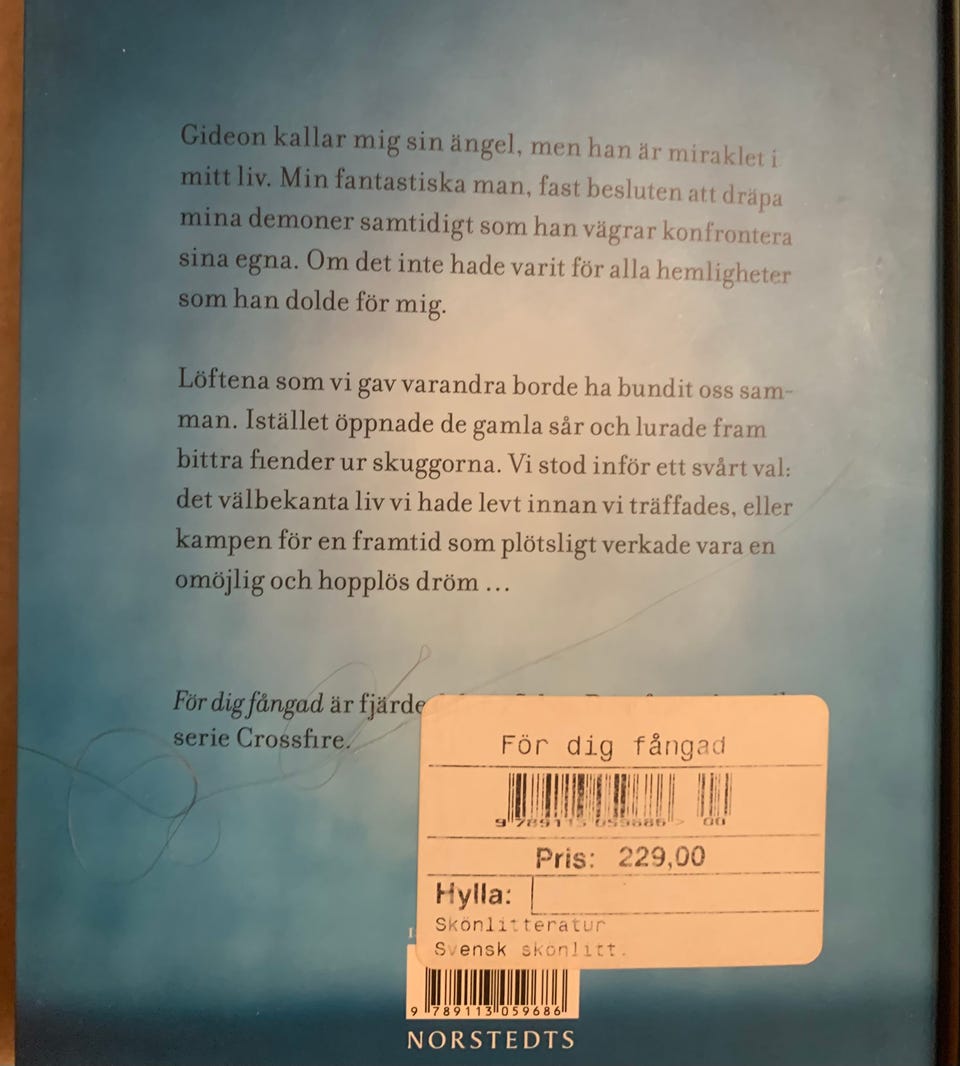 Gideon kallar mig sin ängel, men han är miraklet i
mitt liv. Min fantastiska man, fast besluten att dräpa
mina demoner samtidigt som han vägrar konfrontera
sina egna. Om det inte hade varit för alla hemligheter
som han dolde för mig.
Löftena som vi gav varandra borde ha bundit oss sam-
man. Istället öppnade de gamla sår och lurade fram
bittra fiender ur skuggorna. Vi stod inför ett svårt val:
det välbekanta liv vi hade levt innan vi träffades, eller
kampen för en framtid som plötsligt verkade vara en
omöjlig och hopplös dröm ...
För dig fångad är fjärde
serie Crossfire.
För dig fångad
9 789113 059686 > 00
Pris: 229,00
Hylla:
Skönlitteratur
Svensk skönlitt.
9 789113 059686
NORSTEDTS